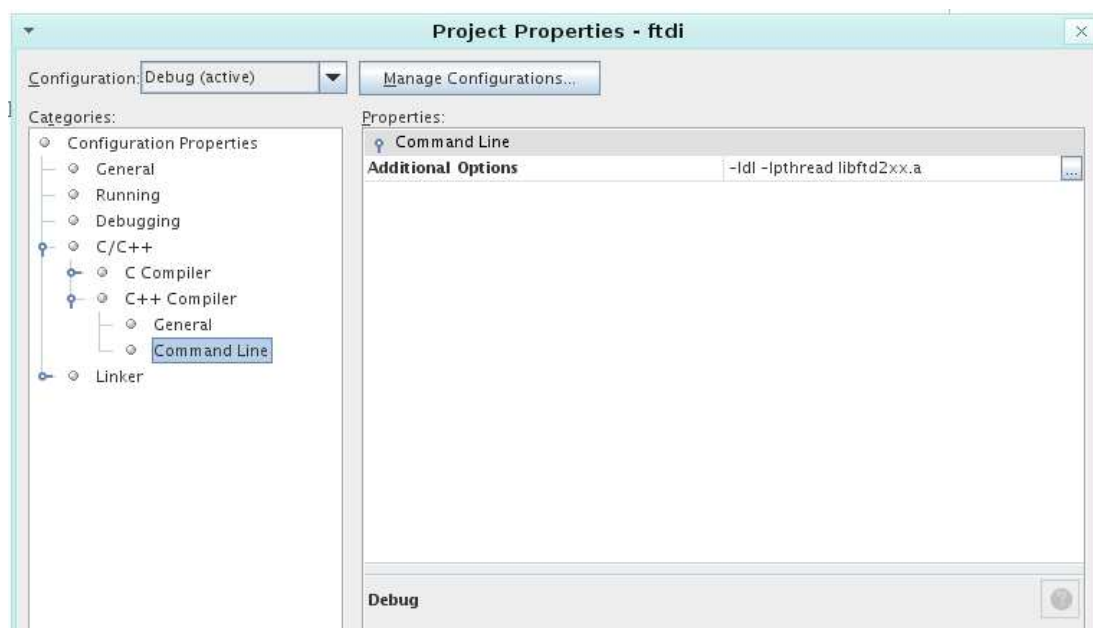 Project Properties - ftdi
Configuration: Debug (active) Manage Configurations...
Categories: Properties:
Configuration Properties
General
Running
Debugging
C/C++
C Compiler
C++ Compiler
General
Command Line
Linker
Command Line
Additional Options -ldl -lpthread libftd2xx.a ...
Debug